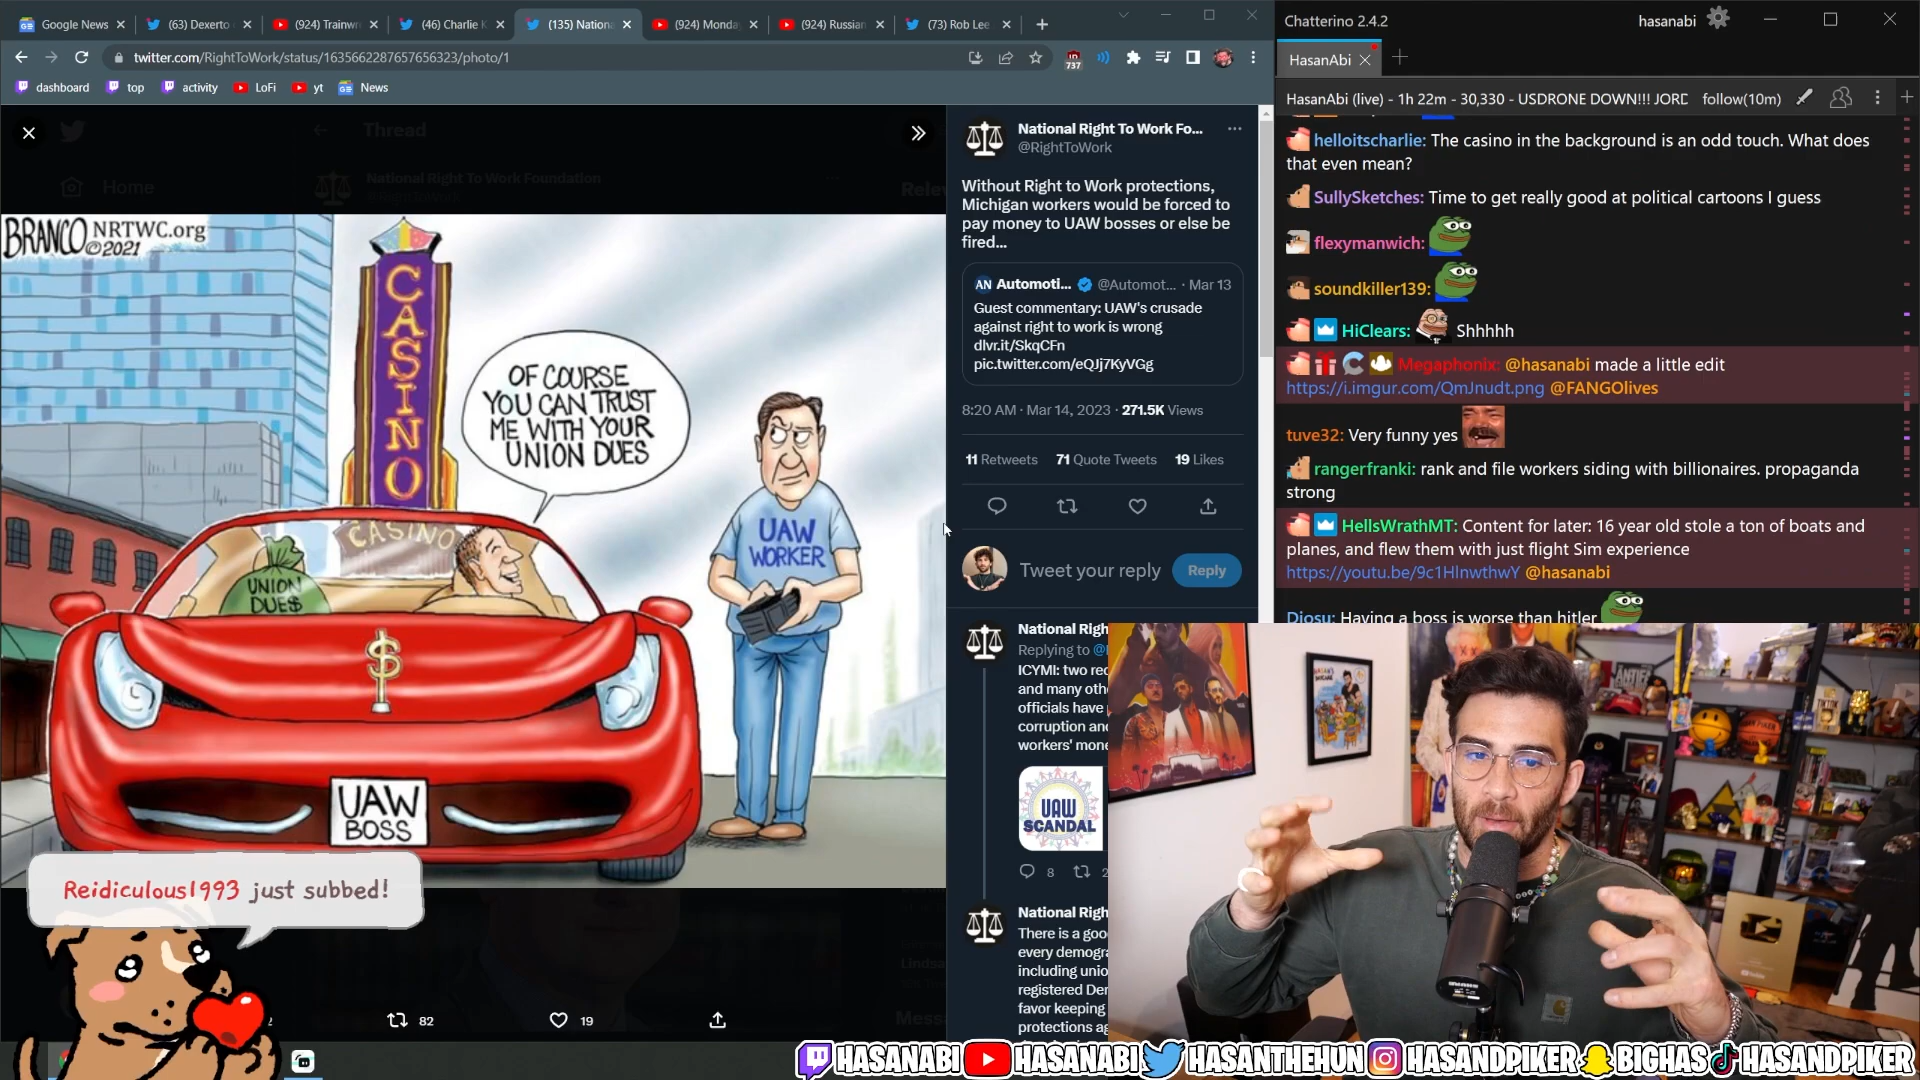 Google News
(63) Dexerto
(924) Trainw
(46) Charlie K
(135) Nation
(924) Monda
(924) Russian
(73) Rob Lee
twitter.com/RightToWork/status/1635662287657656323/photo/1
737
dashboard
top
activity
LoFi
yt
News
Thread
Home
National Right To Work Foundation
BRANCO NRTWC.org
©2021
CASINO
OF COURSE
YOU CAN TRUST
ME WITH YOUR
UNION DUES
CASINO
UNION
DUE$
UAW
WORKER
$
UAW
BOSS
Reidiculous1993 just subbed!
82
19
National Right To Work Fo...
@RightToWork
Without Right to Work protections,
Michigan workers would be forced to
pay money to UAW bosses or else be
fired...
AN Automoti... @Automot... · Mar 13
Guest commentary: UAW's crusade
against right to work is wrong
dlvr.it/SkqCFn
pic.twitter.com/eQJj7KyVGg
8:20 AM · Mar 14, 2023 · 271.5K Views
11 Retweets 71 Quote Tweets 19 Likes
Tweet your reply
Reply
National Righ
Replying to @
ICYMI: two rec
and many oth
officials have
corruption and
workers' mone
UAW
SCANDAL
8
2
National Righ
There is a goo
every demogra
including unio
registered Der
favor keeping
protections ag
Chatterino 2.4.2
hasanabi
HasanAbi
HasanAbi (live) - 1h 22m - 30,330 - USDRONE DOWN!!! JORD
follow(10m)
helloitscharlie: The casino in the background is an odd touch. What does
that even mean?
SullySketches: Time to get really good at political cartoons I guess
flexymanwich:
soundkiller139:
HiClears: Shhhhh
Megaphonix: @hasanabi made a little edit
https://i.imgur.com/QmJnudt.png @FANGOlives
tuve32: Very funny yes
rangerfranki: rank and file workers siding with billionaires. propaganda
strong
HellsWrathMT: Content for later: 16 year old stole a ton of boats and
planes, and flew them with just flight Sim experience
https://youtu.be/9c1HlnwthwY @hasanabi
Diosu: Having a boss is worse than hitler
HASANABI HASANABI HASANTHEHUN HASANDPIKER BIGHAS HASANDPIKER